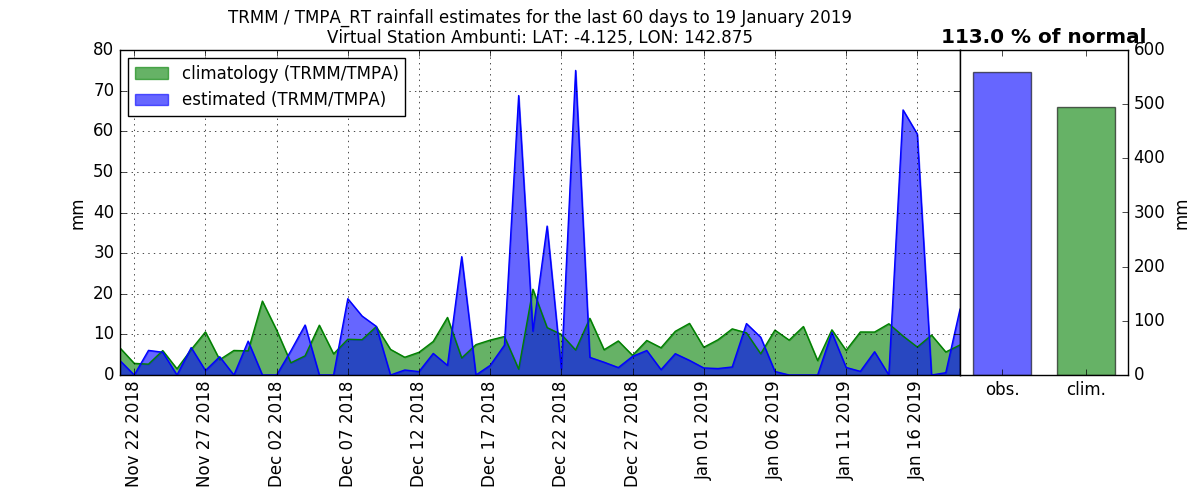 TRMM / TMPA_RT rainfall estimates for the last 60 days to 19 January 2019
Virtual Station Ambunti: LAT: -4.125, LON: 142.875
113.0 % of normal
climatology (TRMM/TMPA)
estimated (TRMM/TMPA)
80
70
60
50
40
30
20
10
0
mm
600
500
400
300
200
100
0
mm
Nov 22 2018
Nov 27 2018
Dec 02 2018
Dec 07 2018
Dec 12 2018
Dec 17 2018
Dec 22 2018
Dec 27 2018
Jan 01 2019
Jan 06 2019
Jan 11 2019
Jan 16 2019
obs.
clim.